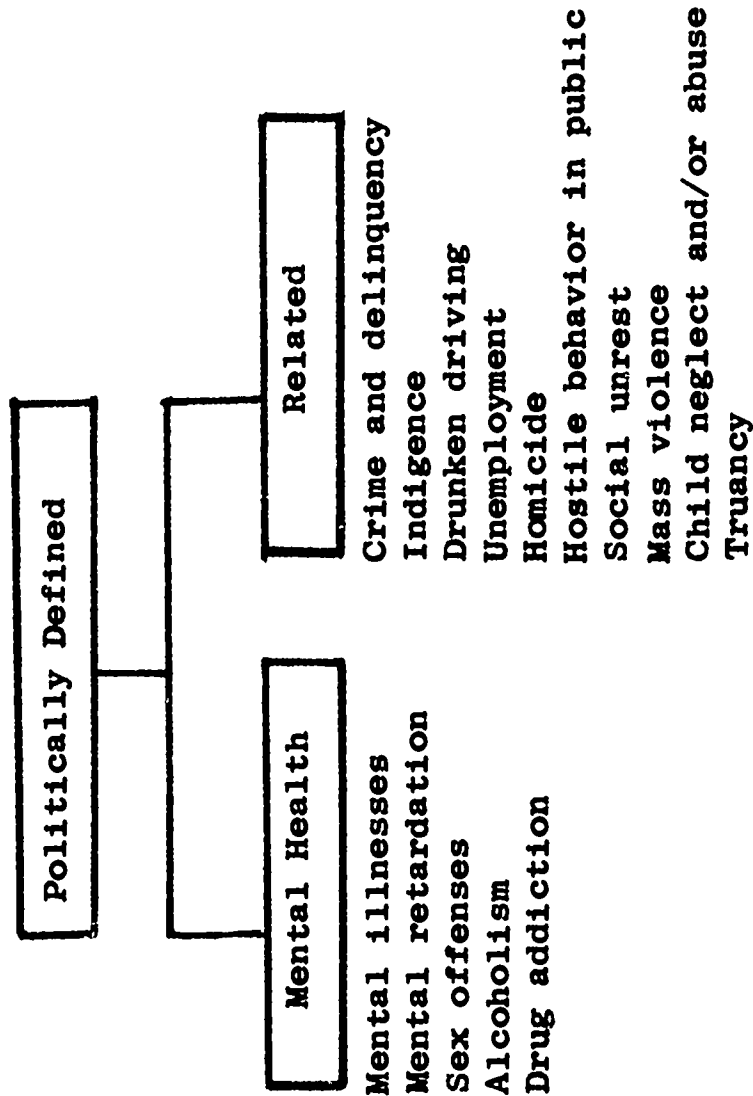 Politically Defined
Mental Health
Mental illnesses
Mental retardation
Sex offenses
Alcoholism
Drug addiction
Related
Crime and delinquency
Indigence
Drunken driving
Unemployment
Homicide
Hostile behavior in public
Social unrest
Mass violence
Child neglect and/or abuse
Truancy